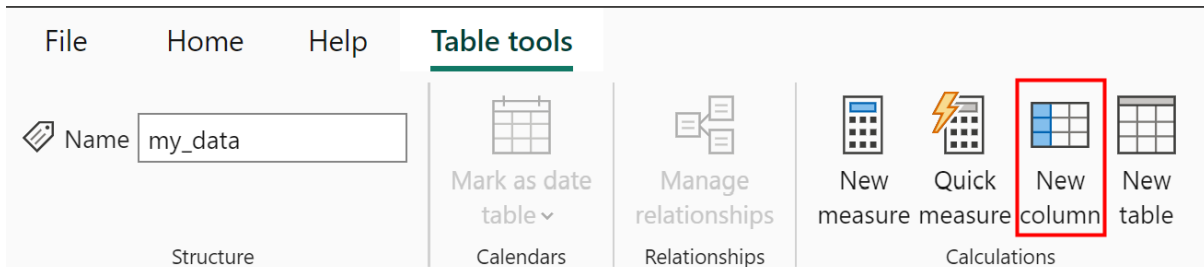 File Home Help Table tools
Name my_data
Mark as date
table
Manage
relationships
New
measure
Quick
measure
New
column
New
table
Structure Calendars Relationships Calculations